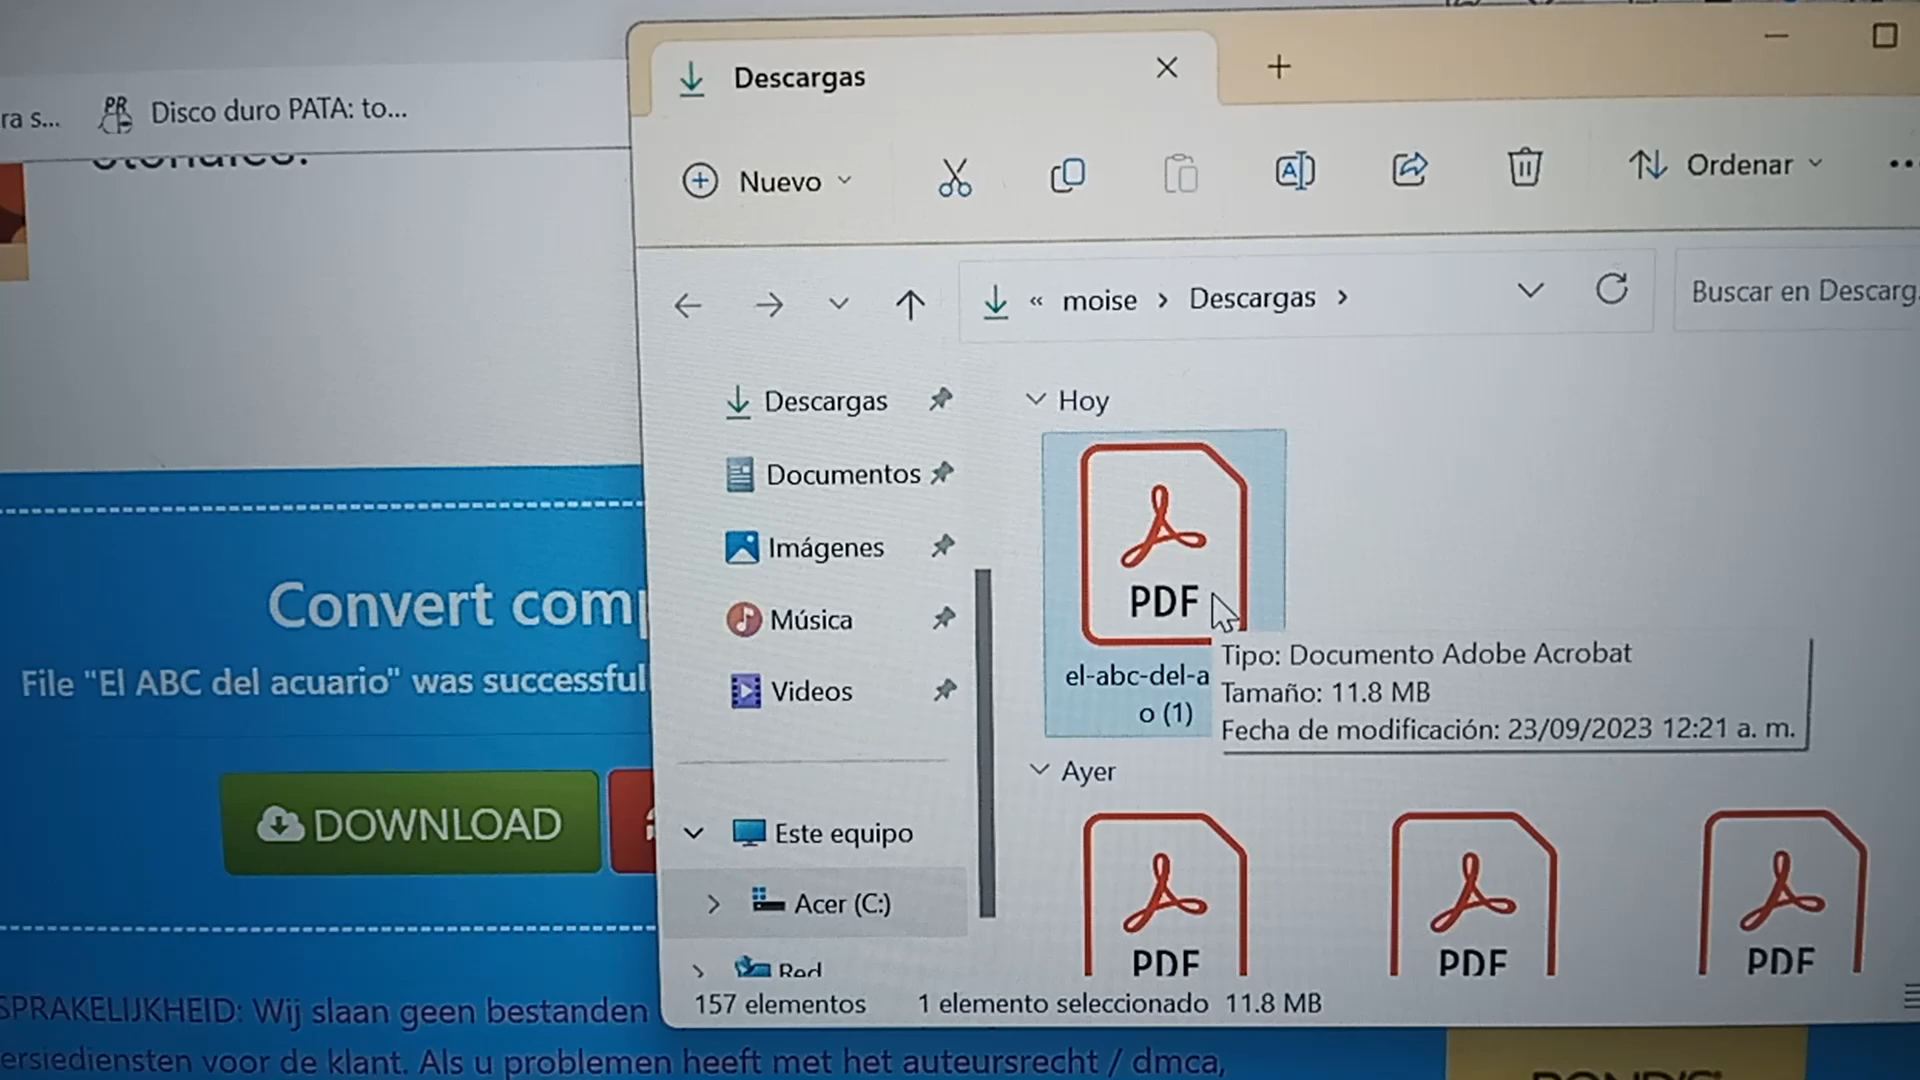 Descargas
ra s...
Disco duro PATA: to...
Nuevo
Ordenar
« moise > Descargas >
Buscar en Descarg
Descargas
Documentos
Imágenes
Música
Videos
Este equipo
Acer (C:)
Red
Hoy
PDF
el-abc-del-a
o (1)
Tipo: Documento Adobe Acrobat
Tamaño: 11.8 MB
Fecha de modificación: 23/09/2023 12:21 a. m.
Ayer
PDF
PDF
PDF
157 elementos
1 elemento seleccionado 11.8 MB
Convert comp
File "El ABC del acuario" was successful
DOWNLOAD
SPRAKELIJKHEID: Wij slaan geen bestanden
ersiediensten voor de klant. Als u problemen heeft met het auteursrecht / dmca,